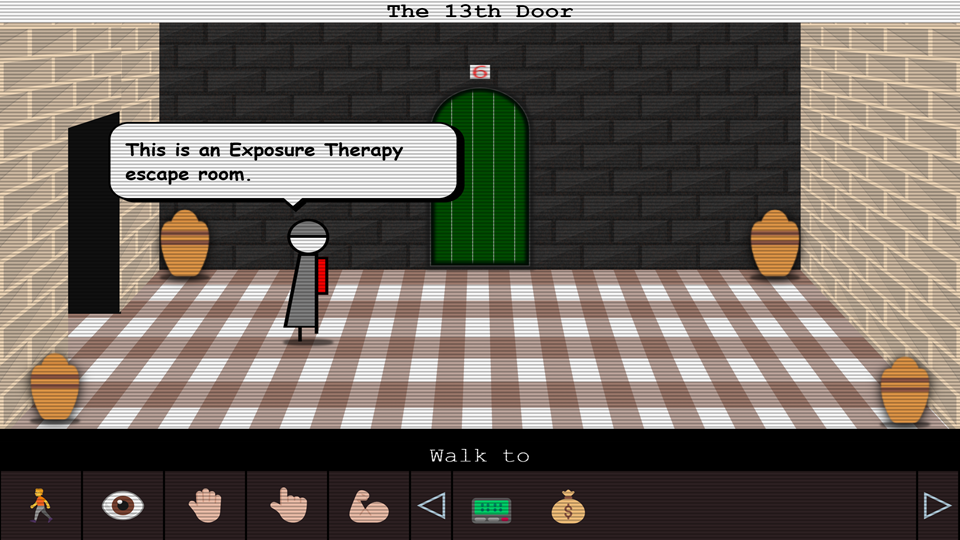 The 13th Door
6
This is an Exposure Therapy
escape room.
Walk to
$